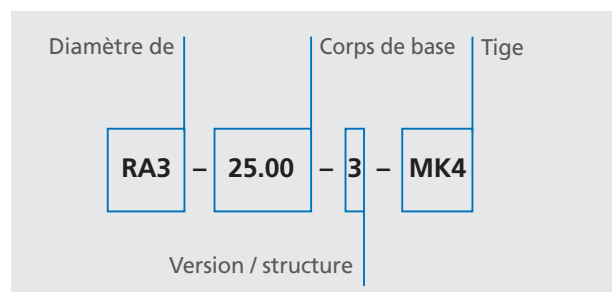 Diamètre de
Corps de base
Tige
RA3 – 25.00 – 3 – MK4
Version / structure